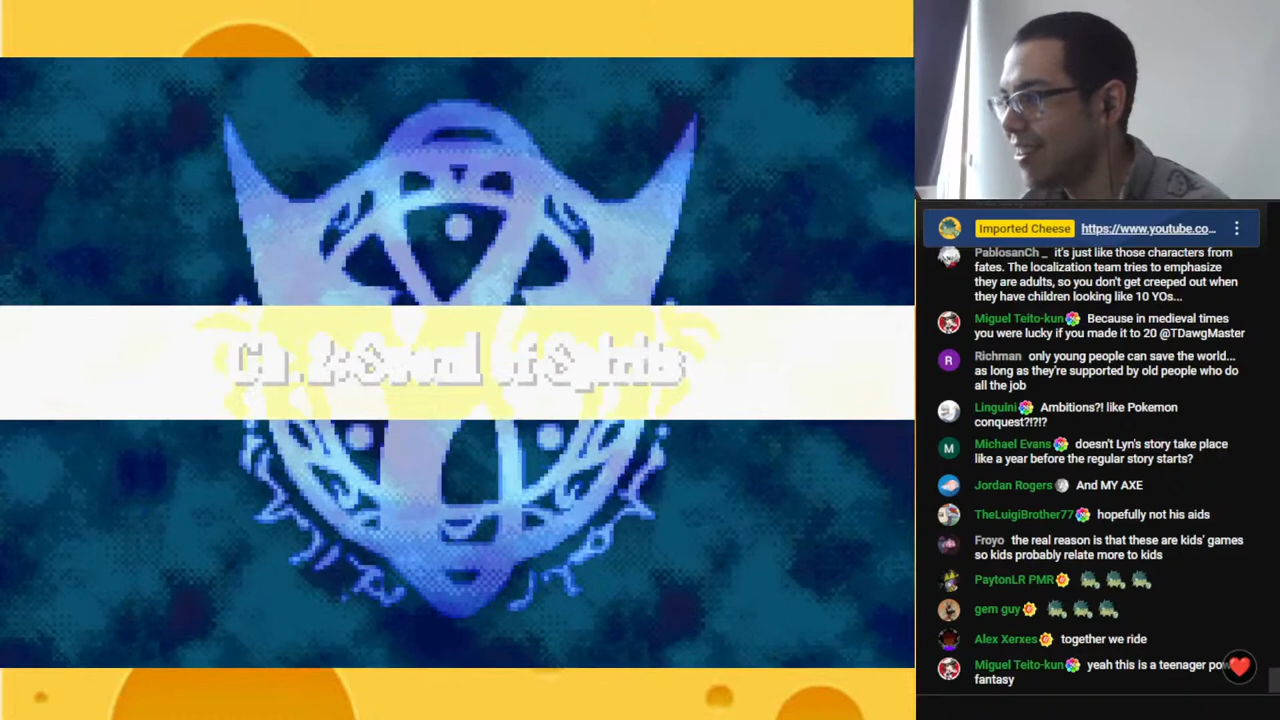 Ch. 2: Sword of Spirits
Imported Cheese https://www.youtube.co...
PablosanCh _ it's just like those characters from
fates. The localization team tries to emphasize
they are adults, so you don't get creeped out when
they have children looking like 10 YOs...
Miguel Teito-kun Because in medieval times
you were lucky if you made it to 20 @TDawgMaster
Richman only young people can save the world...
as long as they're supported by old people who do
all the job
Linguini Ambitions?! like Pokemon
conquest?!?!?
Michael Evans doesn't Lyn's story take place
like a year before the regular story starts?
Jordan Rogers And MY AXE
TheLuigiBrother77 hopefully not his aids
Froyo the real reason is that these are kids' games
so kids probably relate more to kids
PaytonLR PMR
gem guy
Alex Xerxes together we ride
Miguel Teito-kun yeah this is a teenager pow
fantasy